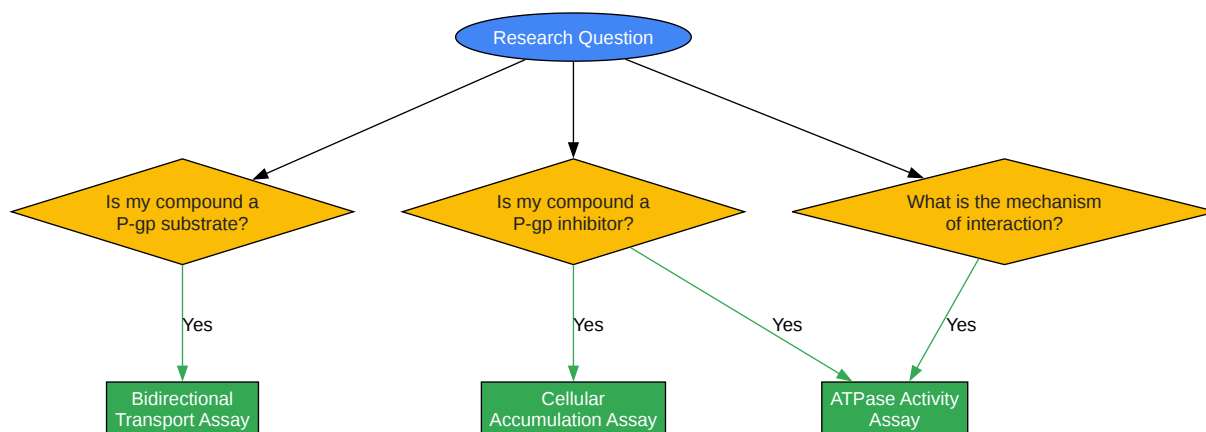 Research Question
Is my compound a
P-gp substrate?
Is my compound a
P-gp inhibitor?
What is the mechanism
of interaction?
Yes
Yes
Yes
Yes
Bidirectional
Transport Assay
Cellular
Accumulation Assay
ATPase Activity
Assay